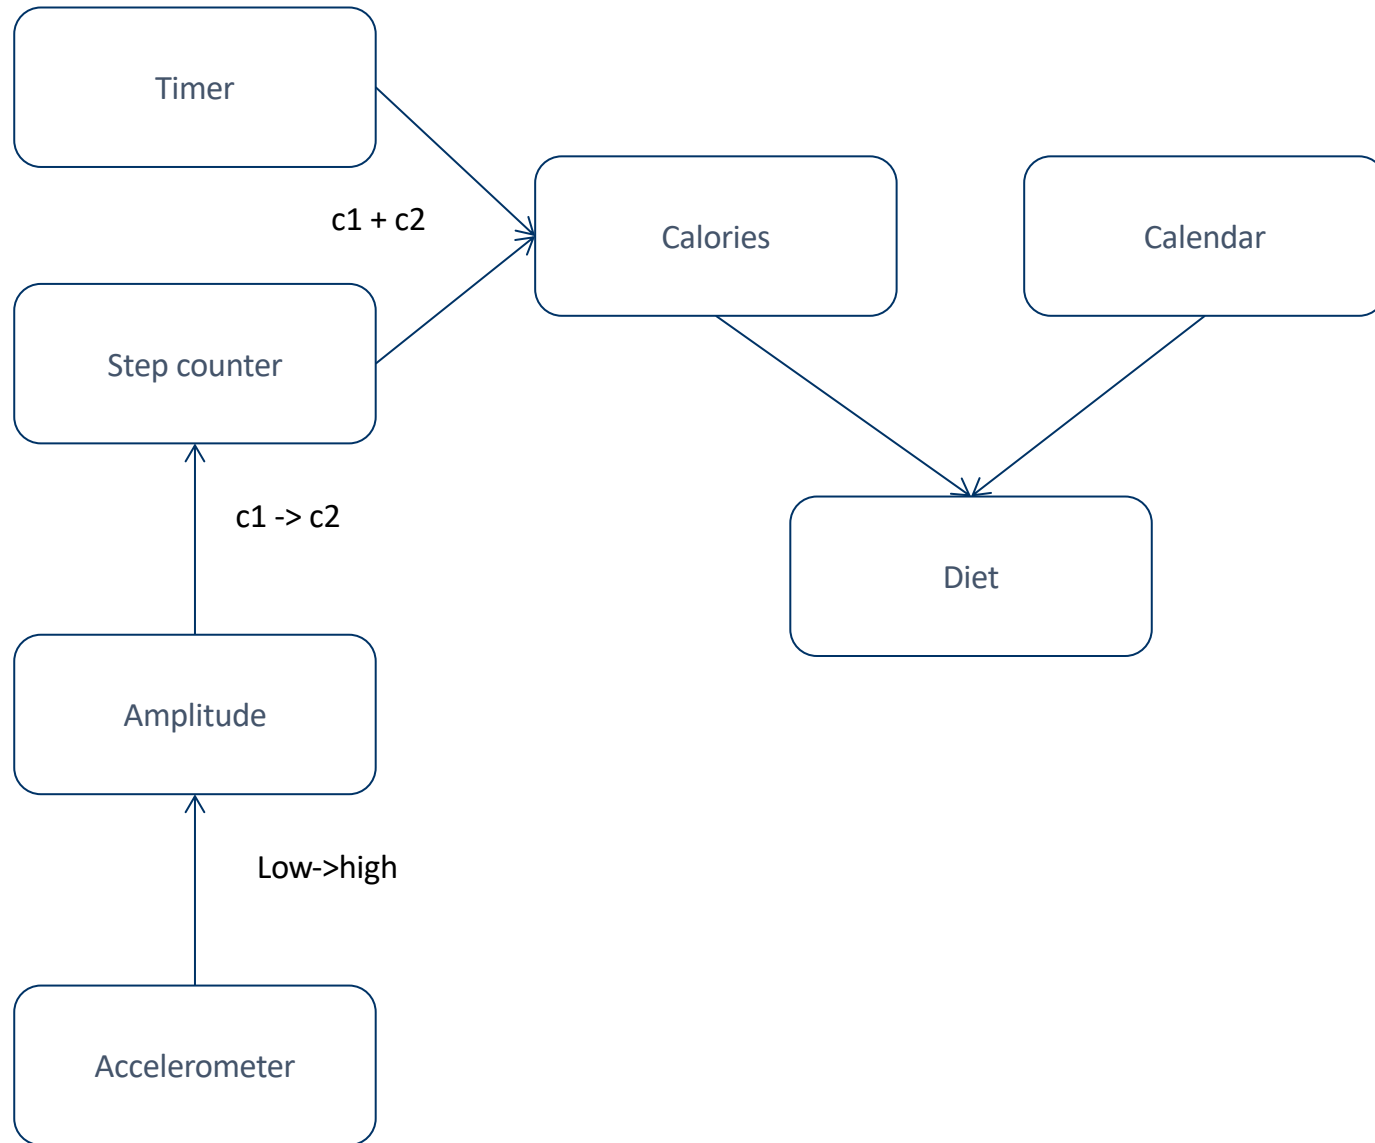 Timer
c1 + c2
Calories
Calendar
Step counter
c1 -> c2
Diet
Amplitude
Low->high
Accelerometer